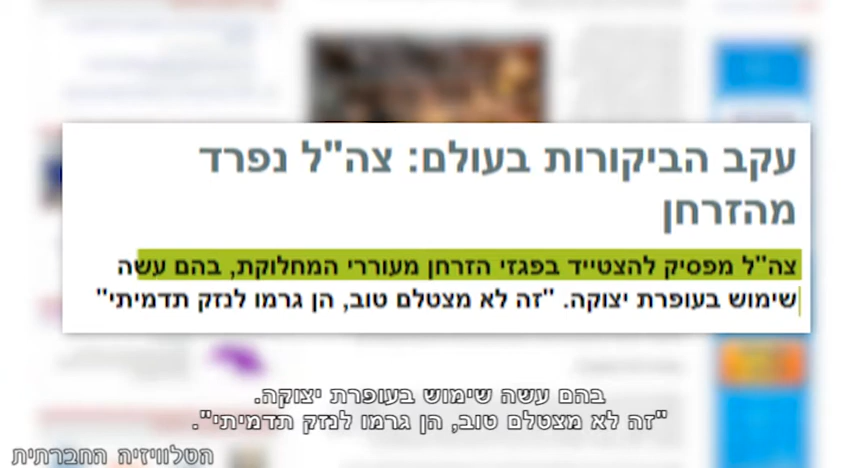 עקב הביקורות בעולם: צה"ל נפרד
מהזרחן
צה"ל מפסיק להצטייד בפגזי הזרחן מעוררי המחלוקת, בהם עשה
שימוש בעופרת יצוקה. "זה לא מצטלם טוב, הן גרמו לנזק תדמיתי"
בהם עשה שימוש בעופרת יצוקה.
"זה לא מצטלם טוב, הן גרמו לנזק תדמיתי".
הטלוויזיה החברתית